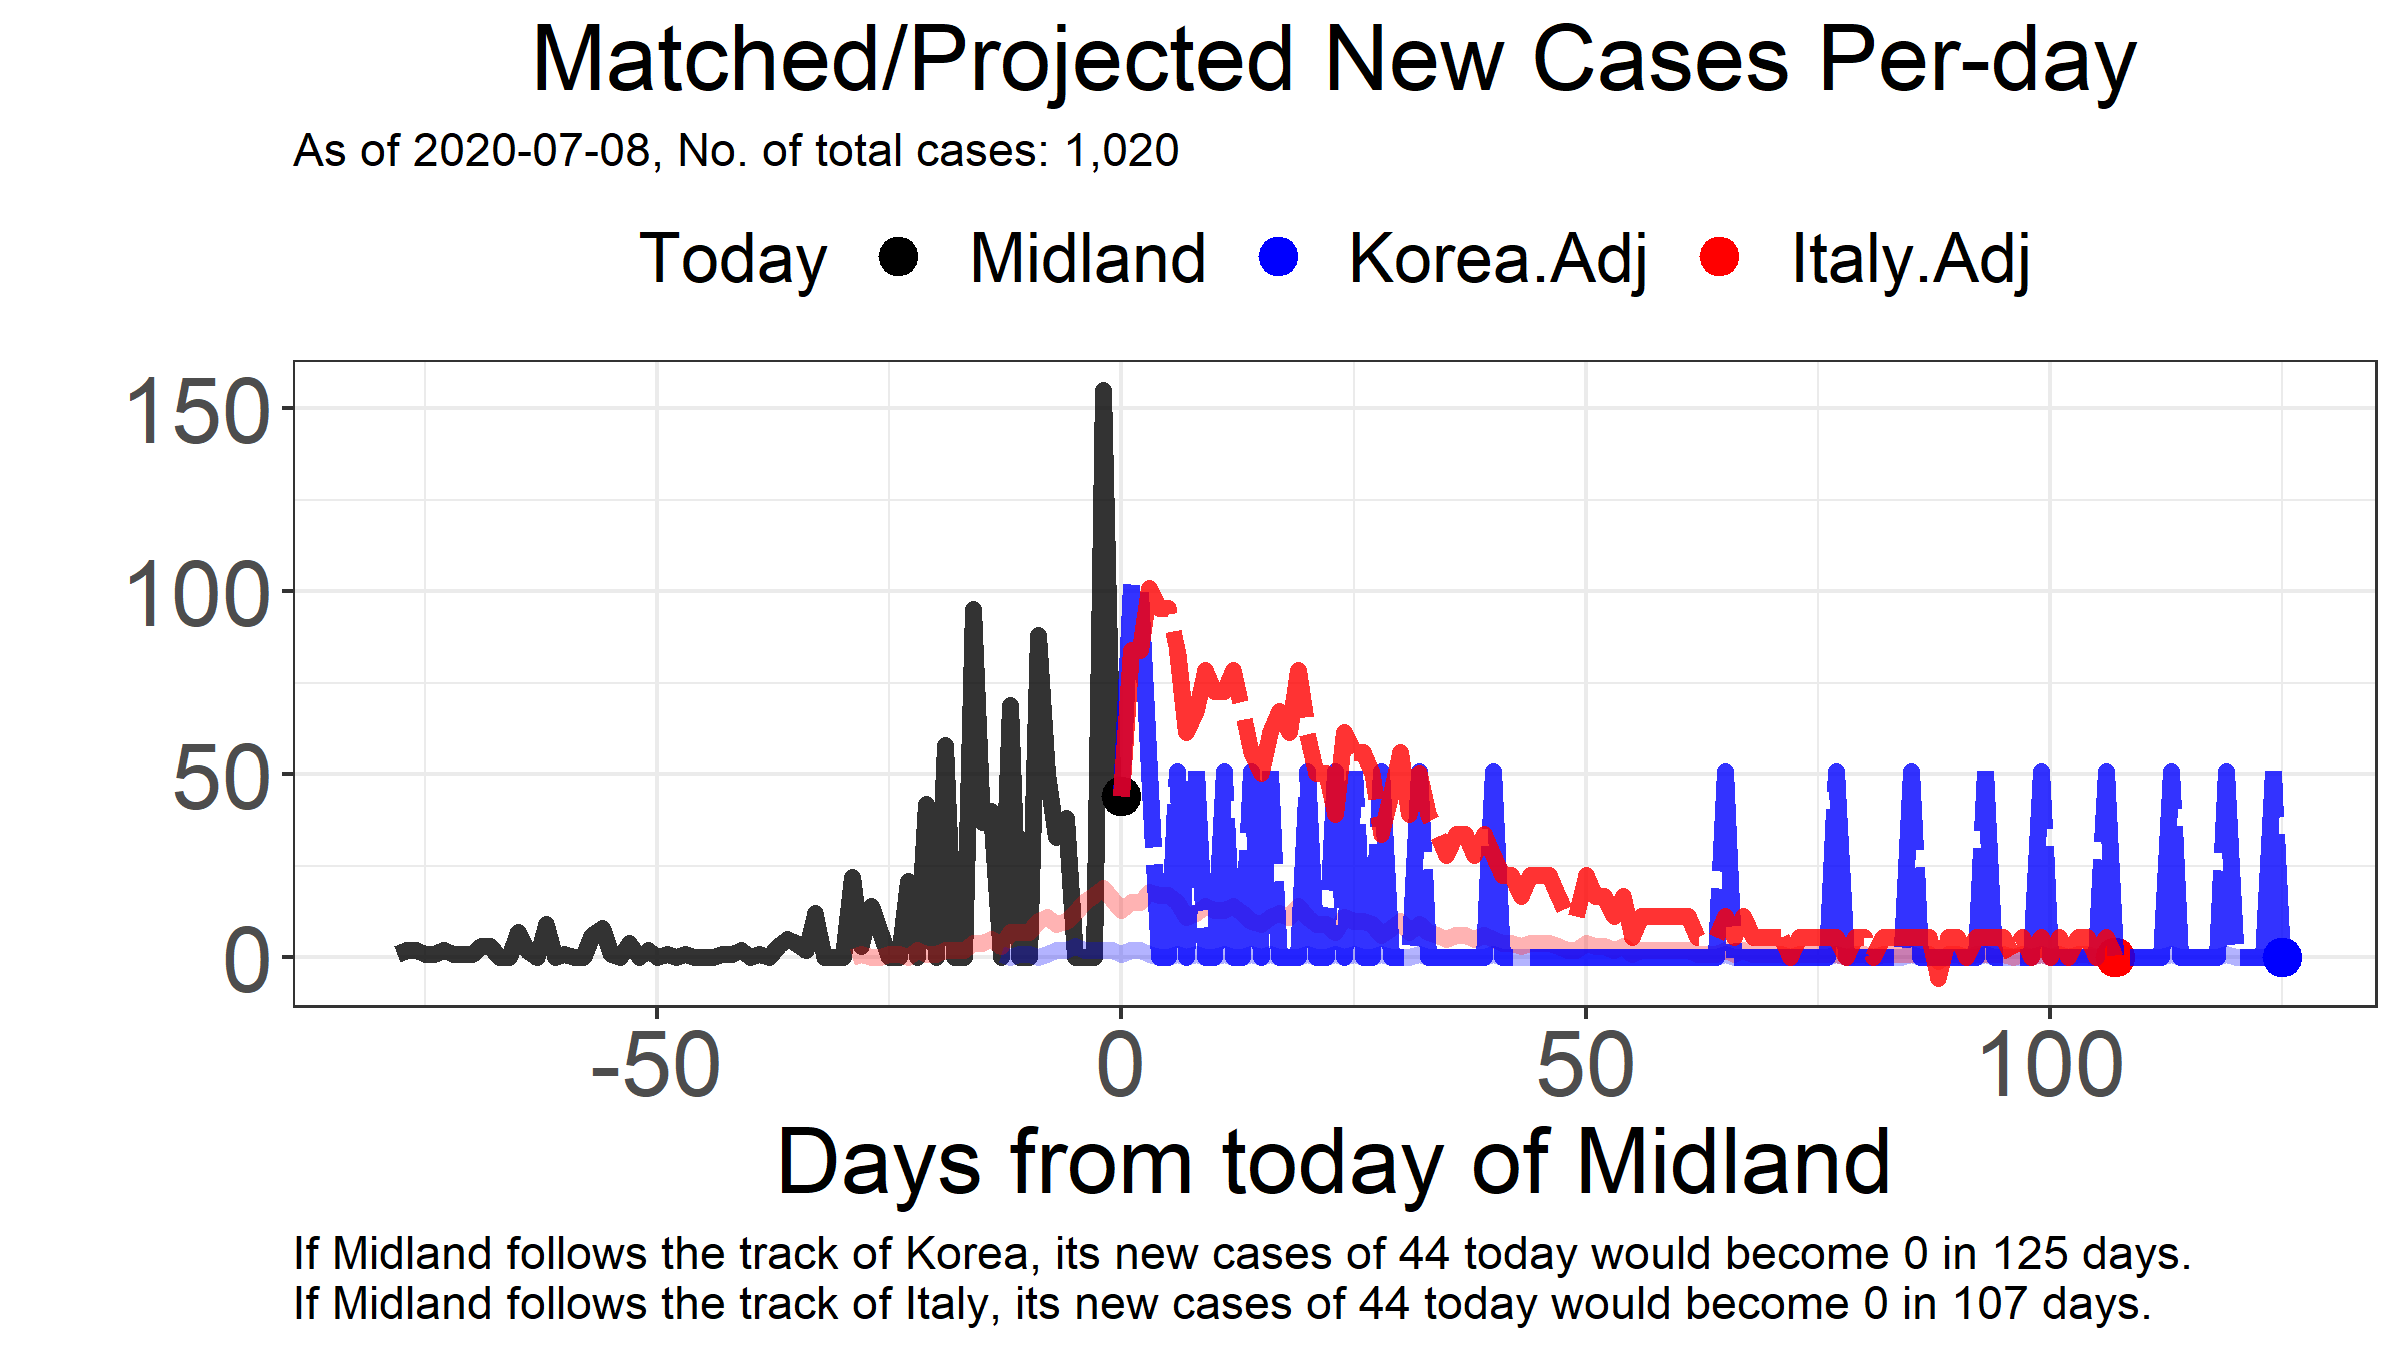 Matched/Projected New Cases Per-day
As of 2020-07-08, No. of total cases: 1,020
Today Midland Korea.Adj Italy.Adj
150
100
50
0
-50 0 50 100
Days from today of Midland
If Midland follows the track of Korea, its new cases of 44 today would become 0 in 125 days.
If Midland follows the track of Italy, its new cases of 44 today would become 0 in 107 days.